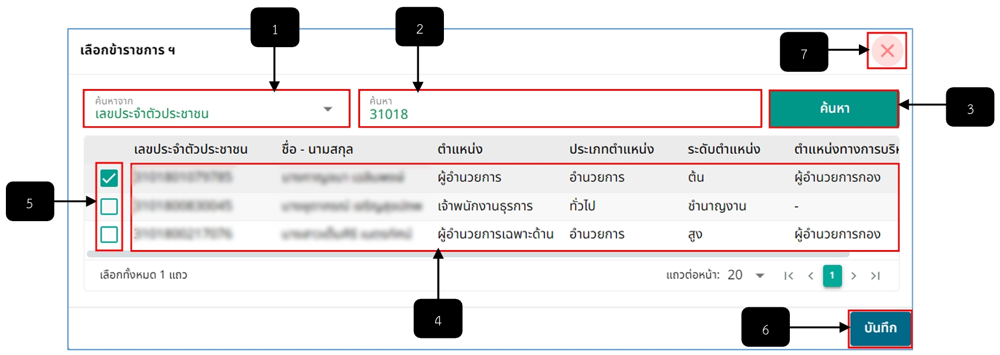 1
2
เลือกข้าราชการ ฯ
7
ค้นหาจาก
เลขประจำตัวประชาชน
ค้นหา
31018
ค้นหา
3
เลขประจำตัวประชาชน ชื่อ - นามสกุล ตำแหน่ง ประเภทตำแหน่ง ระดับตำแหน่ง ตำแหน่งทางการบริห
ผู้อำนวยการ อำนวยการ ต้น ผู้อำนวยการกอง
5
เจ้าพนักงานธุรการ ทั่วไป ชำนาญงาน -
ผู้อำนวยการเฉพาะด้าน อำนวยการ สูง ผู้อำนวยการกอง
เลือกทั้งหมด 1 แถว แถวต่อหน้า: 20 1
4
6
บันทึก